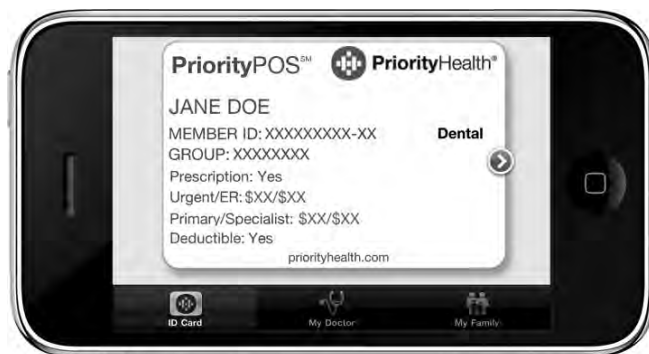 PriorityPOS℠ PriorityHealth®
JANE DOE
MEMBER ID: XXXXXXXXX-XX Dental
GROUP: XXXXXXXX
Prescription: Yes
Urgent/ER: $XX/$XX
Primary/Specialist: $XX/$XX
Deductible: Yes
priorityhealth.com
ID Card My Doctor My Family